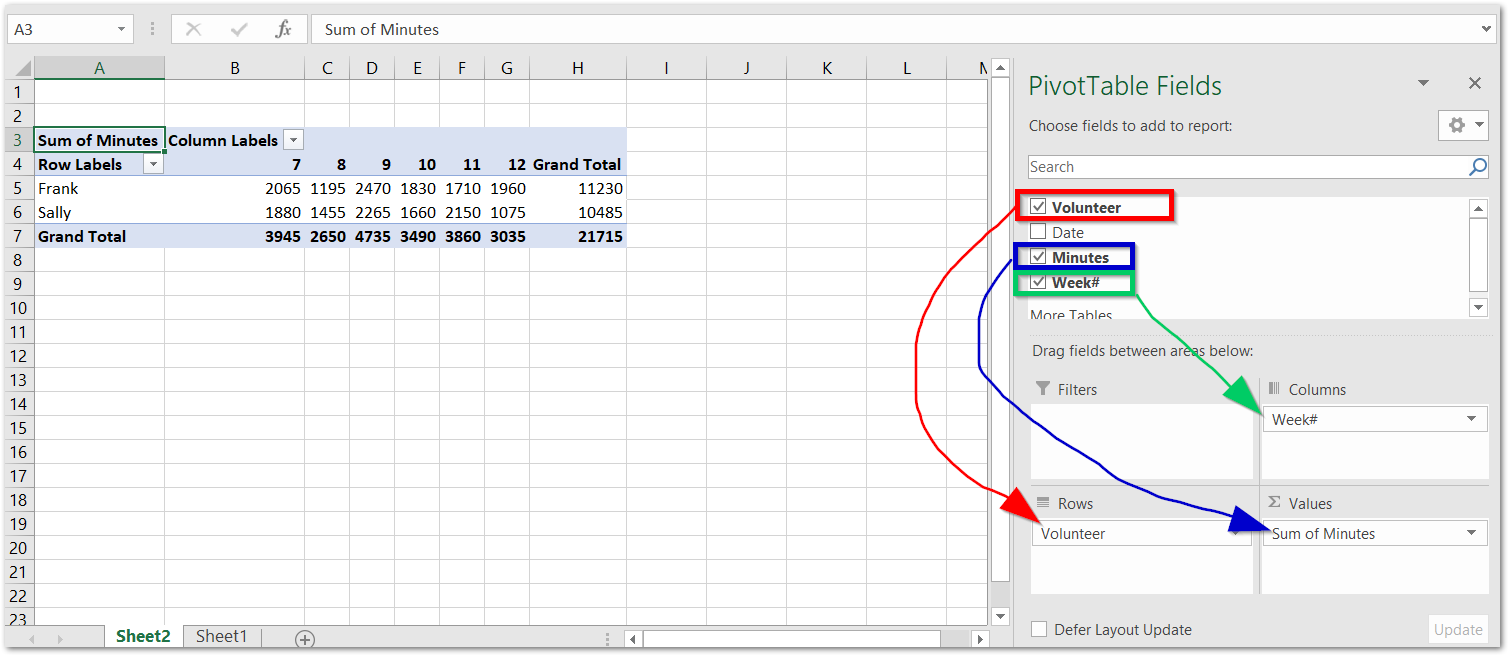 A3 fx Sum of Minutes
A B C D E F G H I J K L M
1
2
3 Sum of Minutes Column Labels
4 Row Labels 7 8 9 10 11 12 Grand Total
5 Frank 2065 1195 2470 1830 1710 1960 11230
6 Sally 1880 1455 2265 1660 2150 1075 10485
7 Grand Total 3945 2650 4735 3490 3860 3035 21715
8
9
10
11
12
13
14
15
16
17
18
19
20
21
22
23
Sheet2 Sheet1
PivotTable Fields
Choose fields to add to report:
Search
Volunteer
Date
Minutes
Week#
More Tables
Drag fields between areas below:
Filters
Columns
Week#
Rows
Volunteer
Σ Values
Sum of Minutes
Defer Layout Update
Update